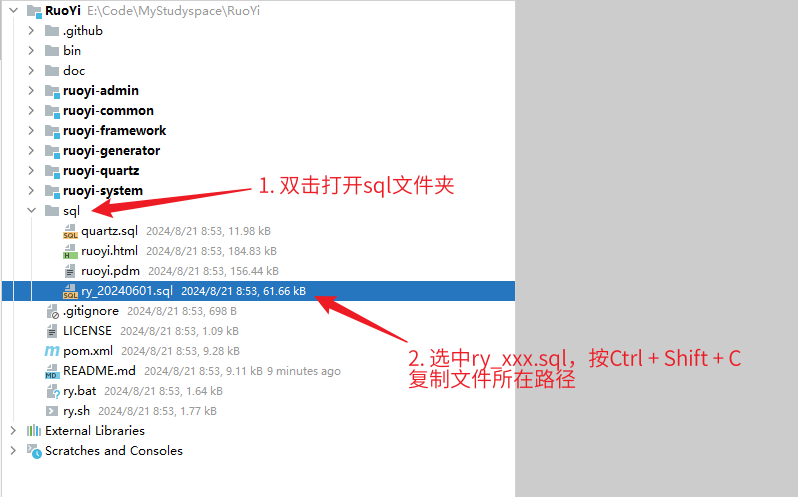 RuoYi E:\Code\MyStudyspace\RuoYi
.github
bin
doc
ruoyi-admin
ruoyi-common
ruoyi-framework
ruoyi-generator
ruoyi-quartz
ruoyi-system
1. 双击打开sql文件夹
sql
quartz.sql 2024/8/21 8:53, 11.98 kB
ruoyi.html 2024/8/21 8:53, 184.83 kB
ruoyi.pdm 2024/8/21 8:53, 156.44 kB
ry_20240601.sql 2024/8/21 8:53, 61.66 kB
.gitignore 2024/8/21 8:53, 698 B
LICENSE 2024/8/21 8:53, 1.09 kB
pom.xml 2024/8/21 8:53, 9.28 kB
2. 选中ry_xxx.sql，按Ctrl + Shift + C
复制文件所在路径
README.md 2024/8/21 8:53, 9.11 kB 9 minutes ago
ry.bat 2024/8/21 8:53, 1.64 kB
ry.sh 2024/8/21 8:53, 1.77 kB
External Libraries
Scratches and Consoles